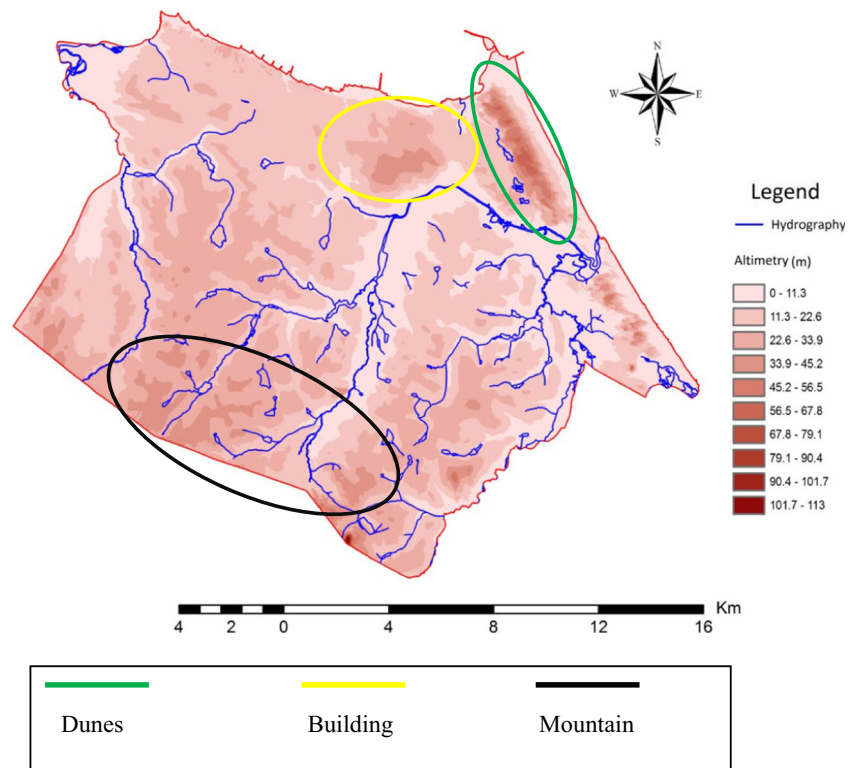 N
W E
S
Legend
Hydrography
Altimetry (m)
0 - 11.3
11.3 - 22.6
22.6 - 33.9
33.9 - 45.2
45.2 - 56.5
56.5 - 67.8
67.8 - 79.1
79.1 - 90.4
90.4 - 101.7
101.7 - 113
Km
4 2 0 4 8 12 16
Dunes Building Mountain